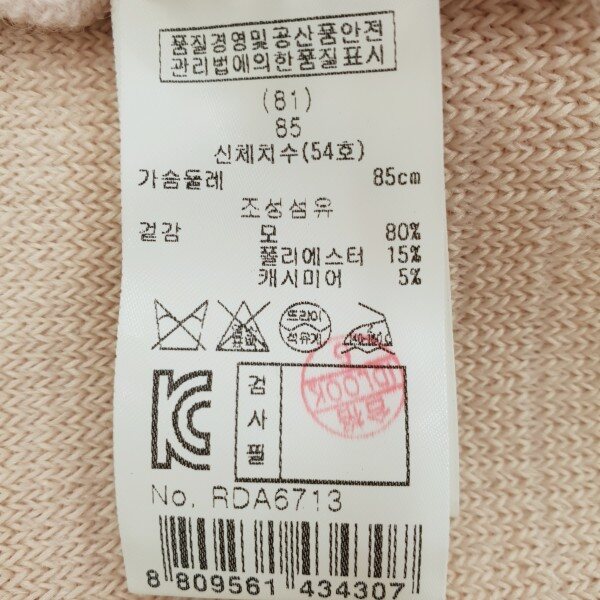 품질경영및공산품안전
관리법에의한품질표시
(81)
85
신체치수(54호)
가슴둘레 85cm
조성섬유
겉감 모 80%
폴리에스터 15%
캐시미어 5%
드라이
석유계
KC
검
사
필
No. RDA6713
8 809561 434307